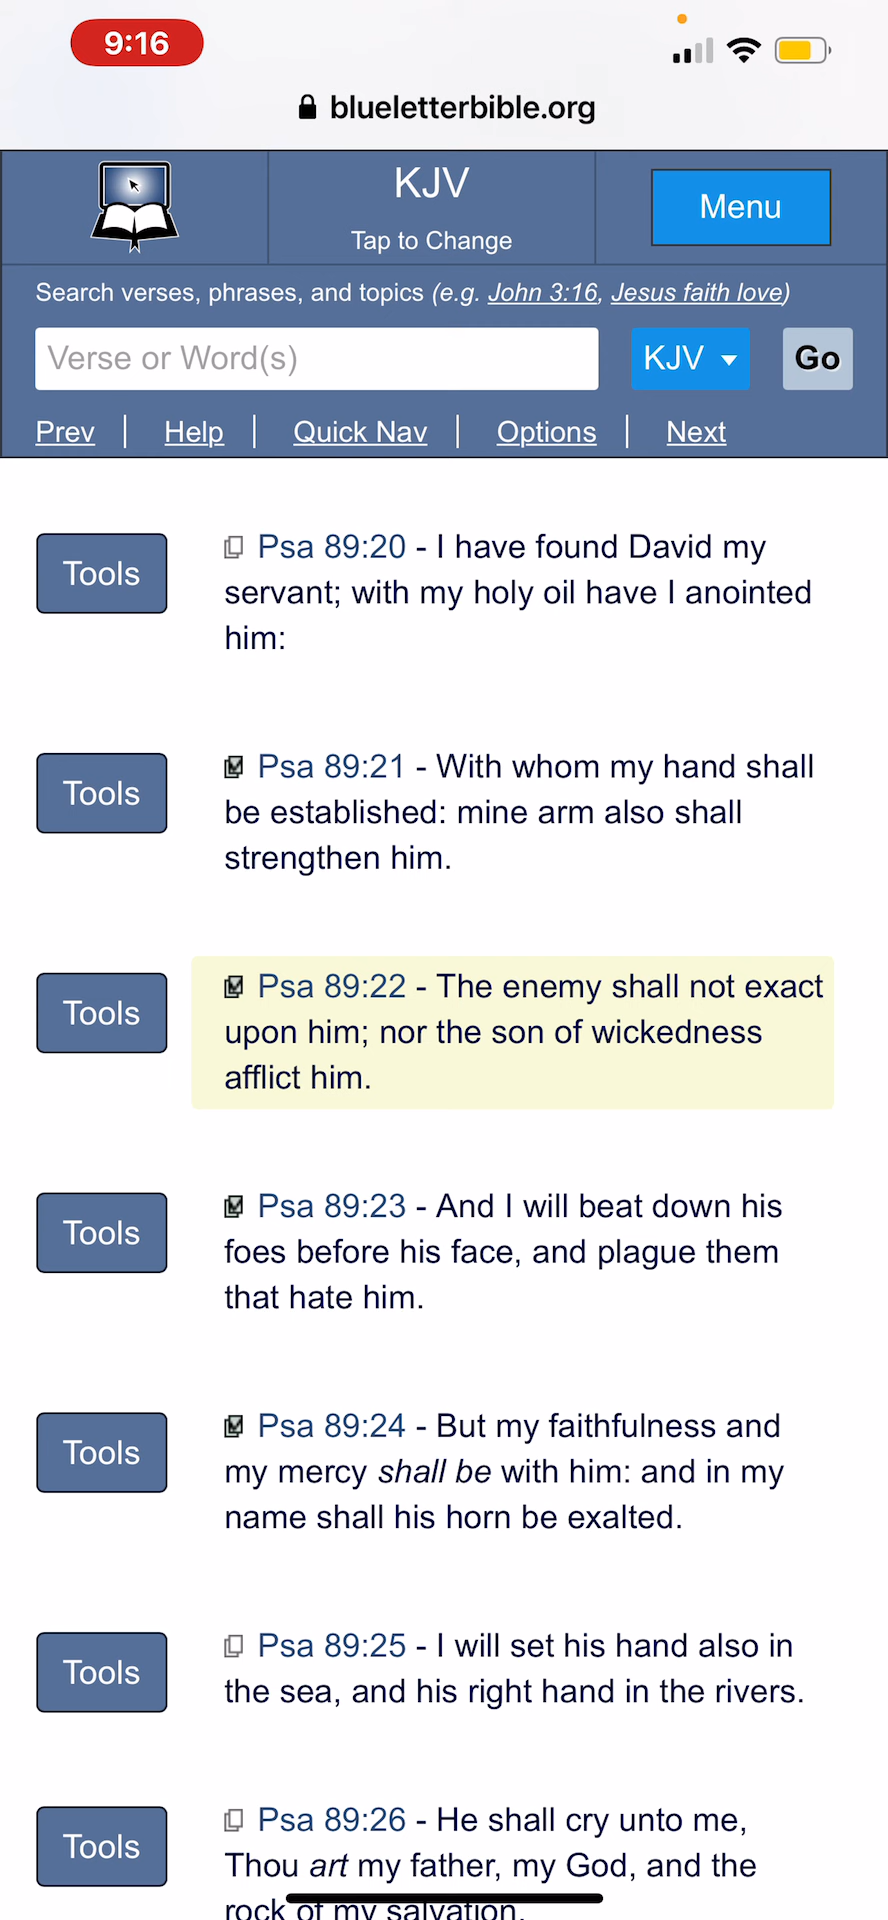 9:16
blueletterbible.org
KJV
Tap to Change
Menu
Search verses, phrases, and topics (e.g. John 3:16, Jesus faith love)
Verse or Word(s)
KJV
Go
Prev | Help | Quick Nav | Options | Next
Tools
Psa 89:20 - I have found David my
servant; with my holy oil have I anointed
him:
Tools
Psa 89:21 - With whom my hand shall
be established: mine arm also shall
strengthen him.
Tools
Psa 89:22 - The enemy shall not exact
upon him; nor the son of wickedness
afflict him.
Tools
Psa 89:23 - And I will beat down his
foes before his face, and plague them
that hate him.
Tools
Psa 89:24 - But my faithfulness and
my mercy shall be with him: and in my
name shall his horn be exalted.
Tools
Psa 89:25 - I will set his hand also in
the sea, and his right hand in the rivers.
Tools
Psa 89:26 - He shall cry unto me,
Thou art my father, my God, and the
rock of my salvation.